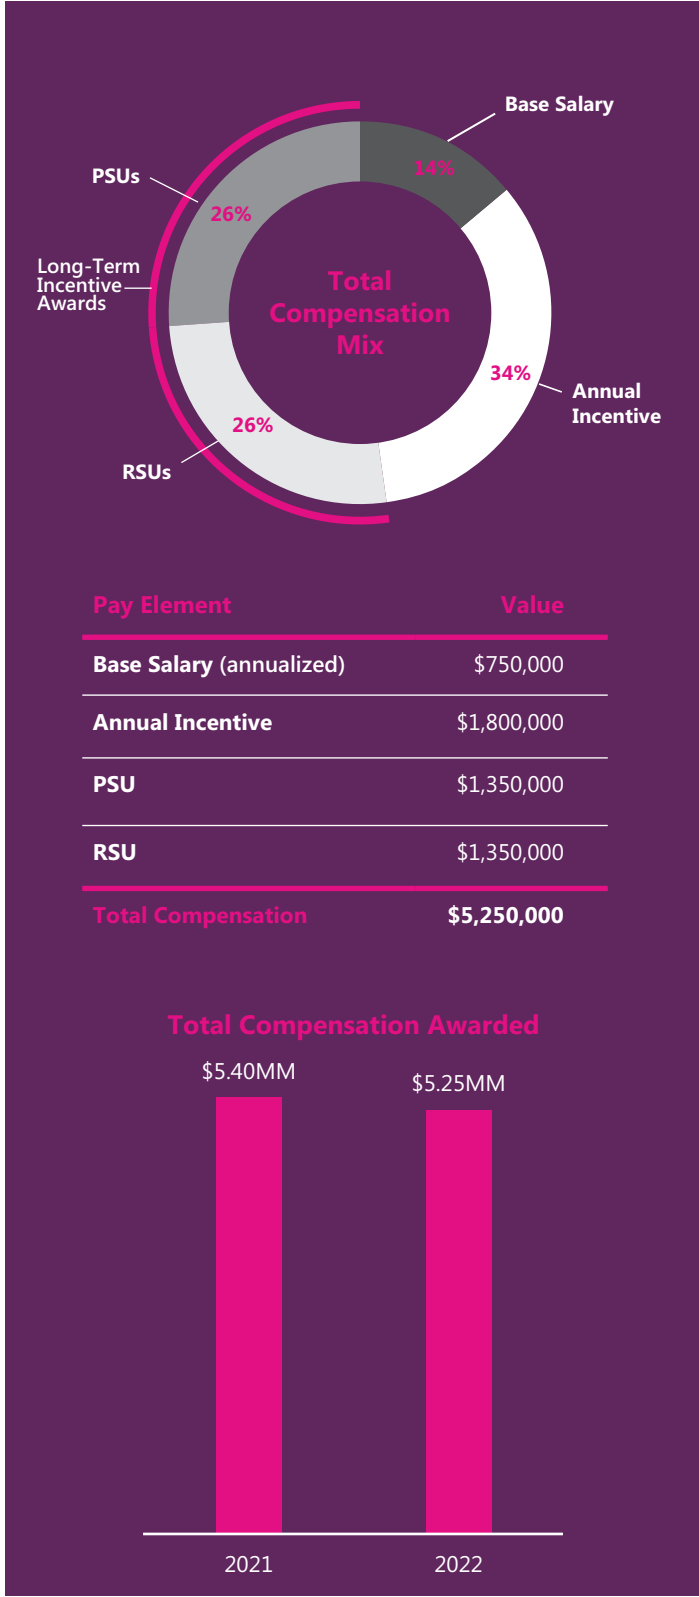 Base Salary
14%
PSUs
26%
Long-Term
Incentive
Awards
Total
Compensation
Mix
34%
Annual
Incentive
26%
RSUs
Pay Element Value
Base Salary (annualized) $750,000
Annual Incentive $1,800,000
PSU $1,350,000
RSU $1,350,000
Total Compensation $5,250,000
Total Compensation Awarded
$5.40MM
$5.25MM
2021 2022